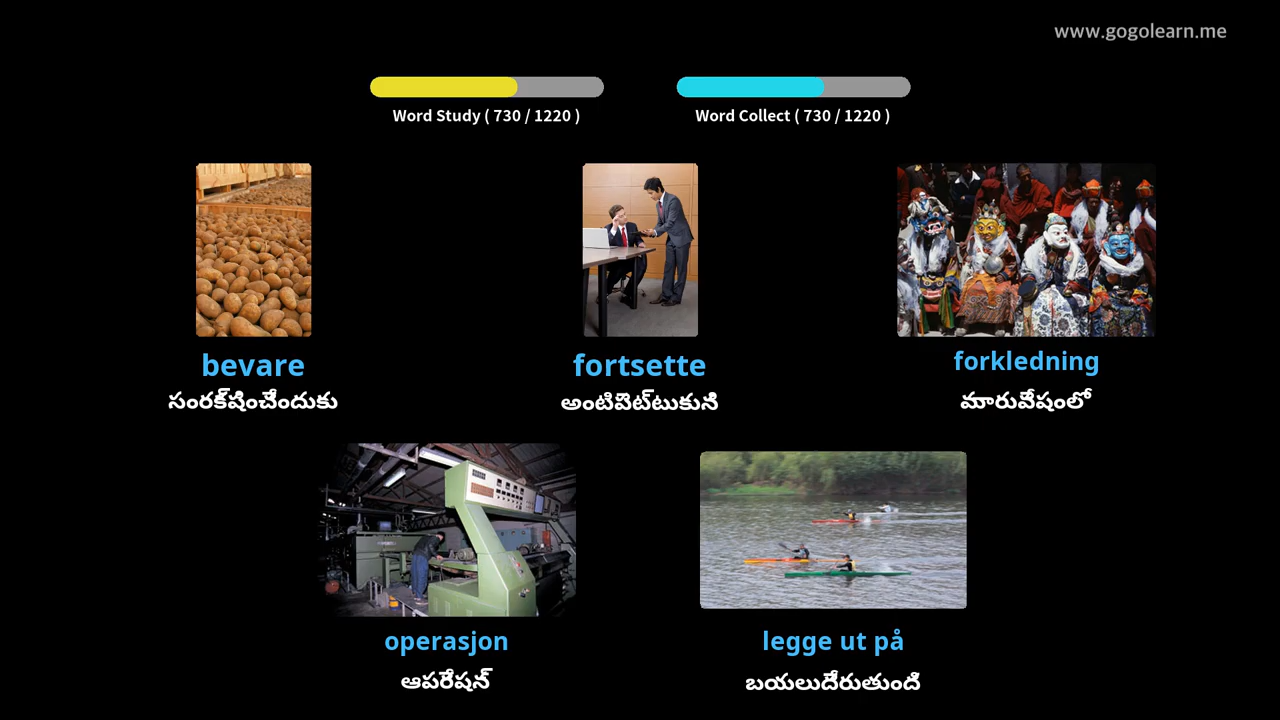 www.gogolearn.me
Word Study ( 730 / 1220 )
Word Collect ( 730 / 1220 )
bevare
సంరక్షించేందుకు
fortsette
అంటిపెట్టుకుని
forkledning
మారువేషంలో
operasjon
ఆపరేషన్
legge ut på
బయలుదేరుతుంది